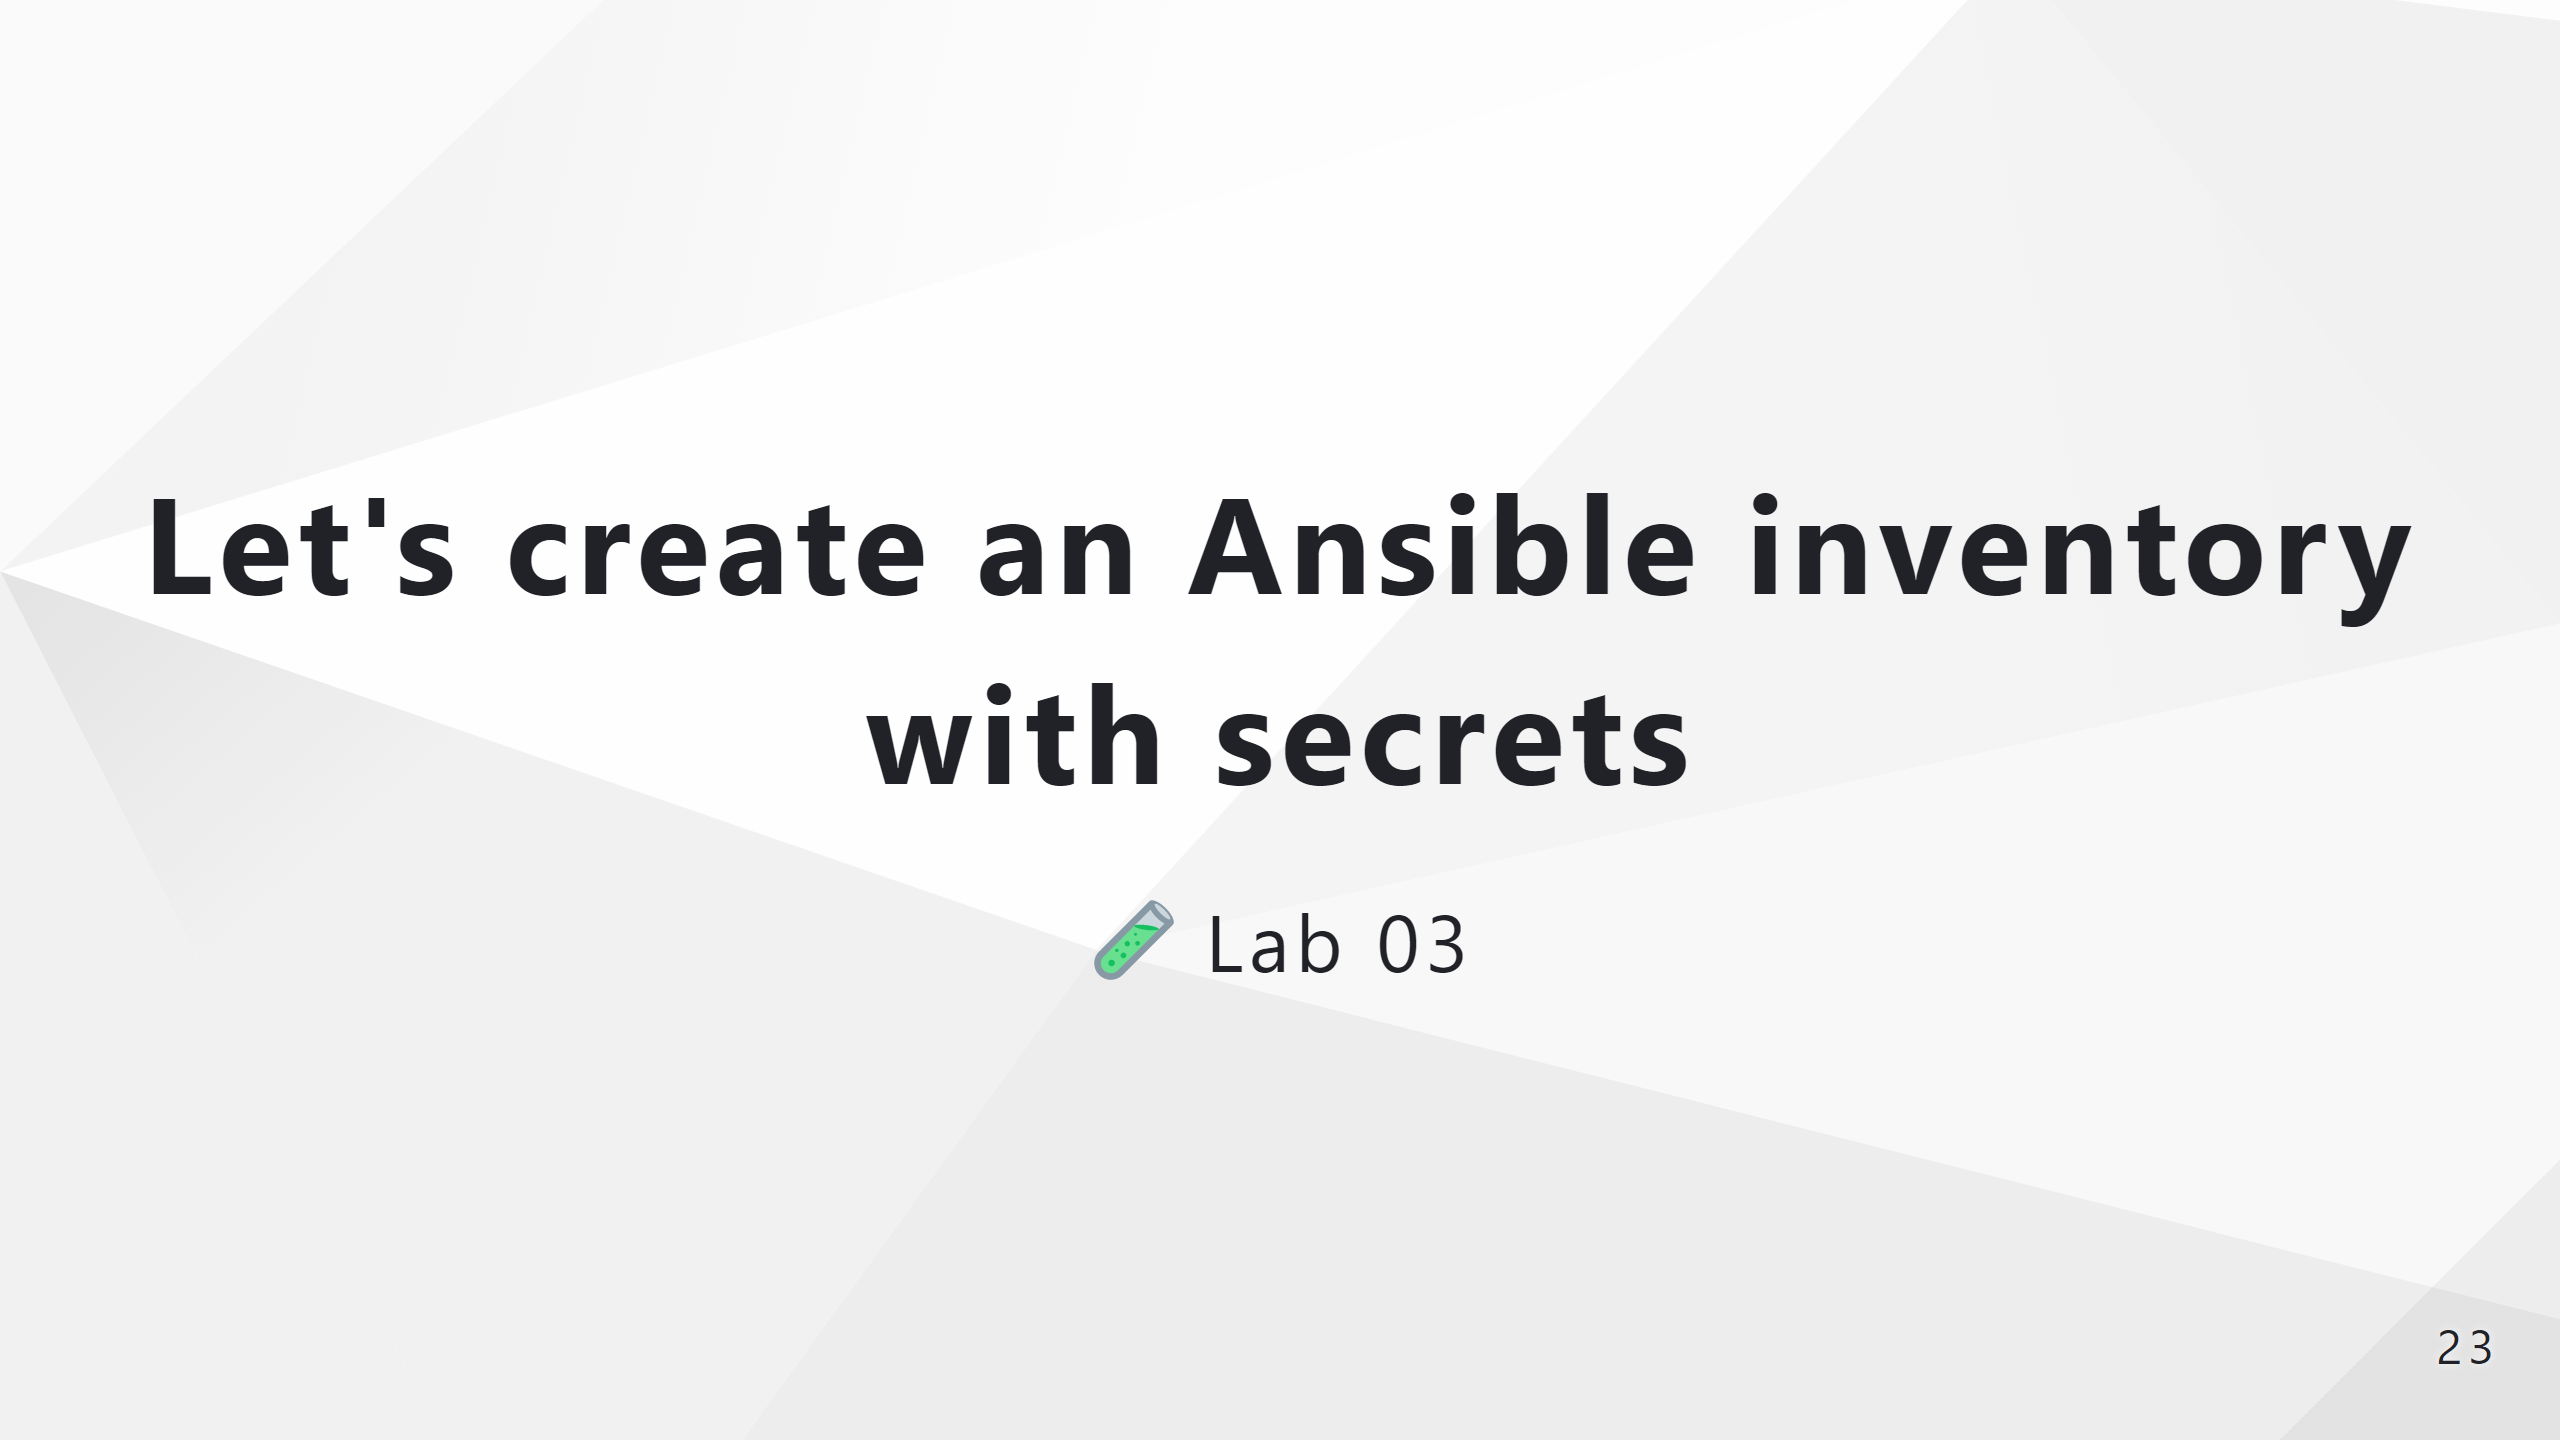 Let's create an Ansible inventory
with secrets
🧪 Lab 03
23